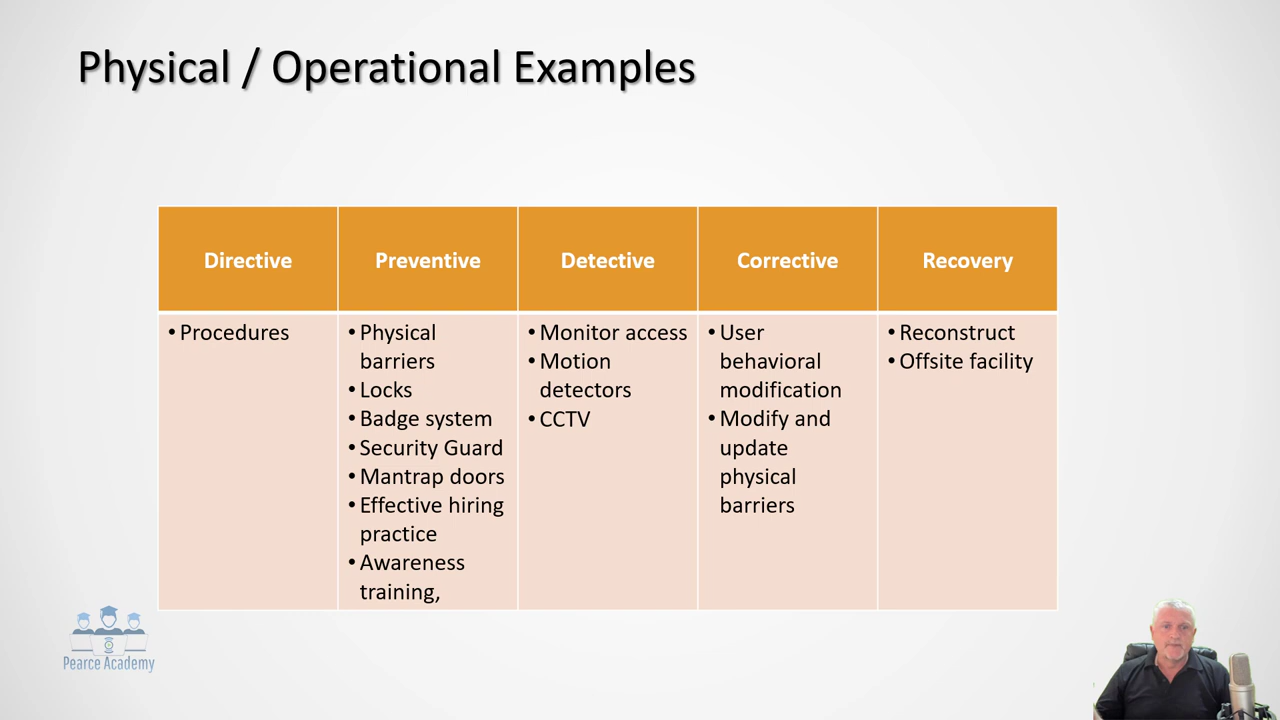 Physical / Operational Examples
Directive
Preventive
Detective
Corrective
Recovery
• Procedures
• Physical
barriers
• Locks
• Badge system
• Security Guard
• Mantrap doors
• Effective hiring
practice
• Awareness
training,
• Monitor access
• Motion
detectors
• CCTV
• User
behavioral
modification
• Modify and
update
physical
barriers
• Reconstruct
• Offsite facility
Pearce Academy